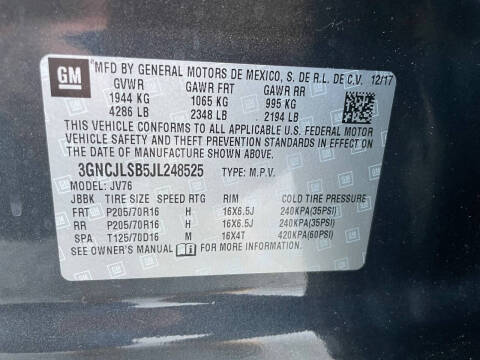 GM
MFD BY GENERAL MOTORS DE MEXICO, S. DE R.L. DE C.V. 12/17
GVWR GAWR FRT GAWR RR
1944 KG 1065 KG 995 KG
4286 LB 2348 LB 2194 LB
THIS VEHICLE CONFORMS TO ALL APPLICABLE U.S. FEDERAL MOTOR
VEHICLE SAFETY AND THEFT PREVENTION STANDARDS IN EFFECT ON
THE DATE OF MANUFACTURE SHOWN ABOVE.
3GNCJLSB5JL248525 TYPE: M.P.V.
MODEL: JV76
JBBK TIRE SIZE SPEED RTG RIM COLD TIRE PRESSURE
FRT P205/70R16 H 16X6.5J 240KPA(35PSI)
RR P205/70R16 H 16X6.5J 240KPA(35PSI)
SPA T125/70D16 M 16X4T 420KPA(60PSI)
SEE OWNER'S MANUAL FOR MORE INFORMATION.